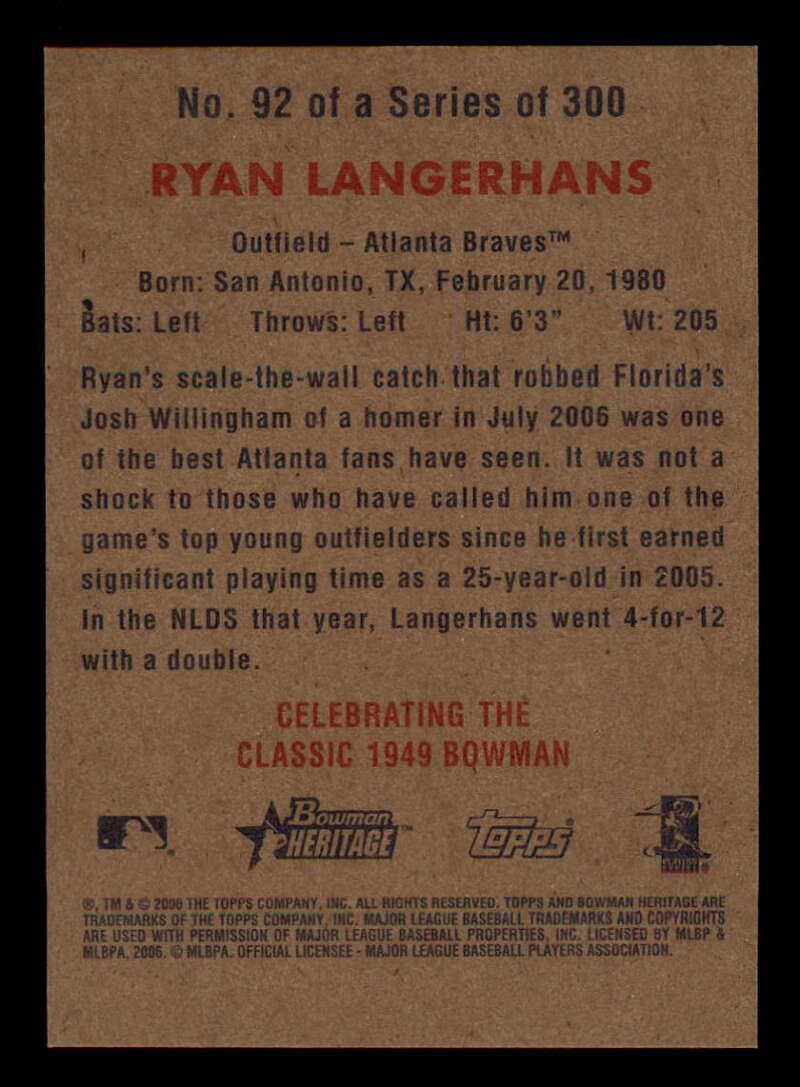 No. 92 of a Series of 300
RYAN LANGERHANS
Outfield – Atlanta Braves™
Born: San Antonio, TX, February 20, 1980
Bats: Left Throws: Left Ht: 6'3" Wt: 205
Ryan's scale-the-wall catch that robbed Florida's
Josh Willingham of a homer in July 2006 was one
of the best Atlanta fans have seen. It was not a
shock to those who have called him one of the
game's top young outfielders since he first earned
significant playing time as a 25-year-old in 2005.
In the NLDS that year, Langerhans went 4-for-12
with a double.
CELEBRATING THE
CLASSIC 1949 BOWMAN
Bowman
HERITAGE™
TOPPS®
®, TM & © 2006 THE TOPPS COMPANY, INC. ALL RIGHTS RESERVED. TOPPS AND BOWMAN HERITAGE ARE
TRADEMARKS OF THE TOPPS COMPANY, INC. MAJOR LEAGUE BASEBALL TRADEMARKS AND COPYRIGHTS
ARE USED WITH PERMISSION OF MAJOR LEAGUE BASEBALL PROPERTIES, INC. LICENSED BY MLBP &
MLBPA, 2006. © MLBPA. OFFICIAL LICENSEE - MAJOR LEAGUE BASEBALL PLAYERS ASSOCIATION.